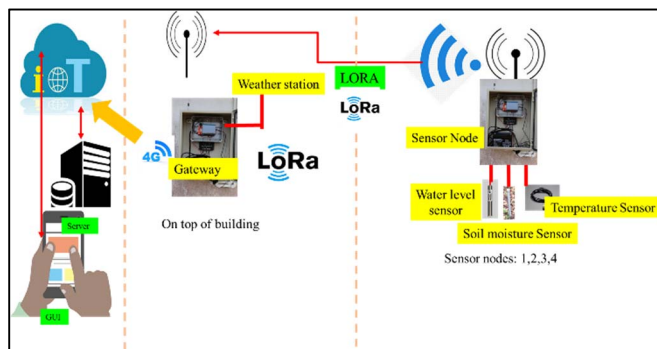 iOT
Server
GUI
4G
Weather station
Gateway
LoRa
On top of building
LORA
LoRa
Sensor Node
Water level
sensor
Temperature Sensor
Soil moisture Sensor
Sensor nodes: 1,2,3,4